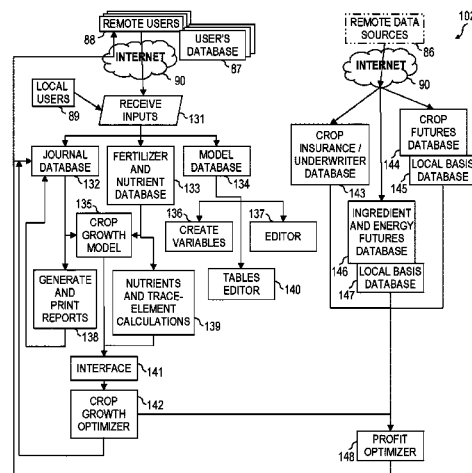 REMOTE USERS
88
USER'S
DATABASE
87
REMOTE DATA
SOURCES
86
102
INTERNET
90
INTERNET
90
LOCAL
USERS
89
RECEIVE
INPUTS
131
JOURNAL
DATABASE
132
FERTILIZER
AND
NUTRIENT
DATABASE
133
MODEL
DATABASE
134
CROP
INSURANCE /
UNDERWRITER
DATABASE
143
CROP
FUTURES
DATABASE
144
LOCAL BASIS
DATABASE
145
135
CROP
GROWTH
MODEL
136
CREATE
VARIABLES
137
EDITOR
INGREDIENT
AND ENERGY
FUTURES
DATABASE
146
LOCAL BASIS
DATABASE
147
GENERATE
AND
PRINT
REPORTS
138
NUTRIENTS
AND TRACE-
ELEMENT
CALCULATIONS
139
TABLES
EDITOR
140
INTERFACE
141
CROP
GROWTH
OPTIMIZER
142
PROFIT
OPTIMIZER
148